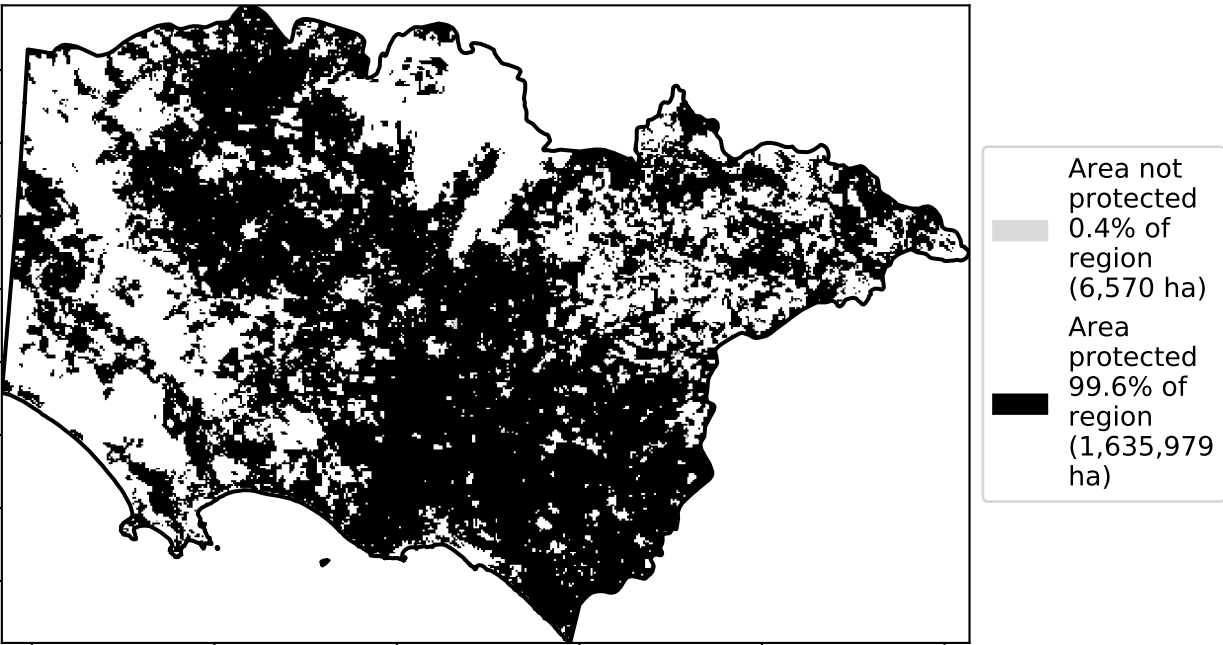 Area not
protected
0.4% of
region
(6,570 ha)
Area
protected
99.6% of
region
(1,635,979
ha)